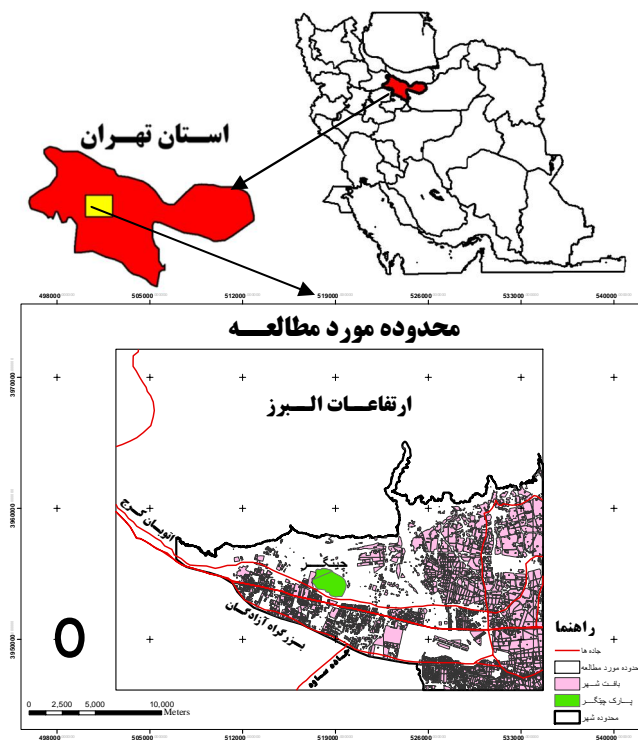 استان تهران
498000 505000 512000 519000 526000 533000 540000
محدوده مورد مطالعه
ارتفاعات البرز
3970000
3960000
3950000
اتوبان کرج
چیتگر
بزرگراه آزادگان
جاده ساوه
راهنما
جاده ها
محدوده مورد مطالعه
بافت شهر
پارک چیتگر
محدوده شهر
0 2,500 5,000 10,000
Meters
498000 505000 512000 519000 526000 533000 540000